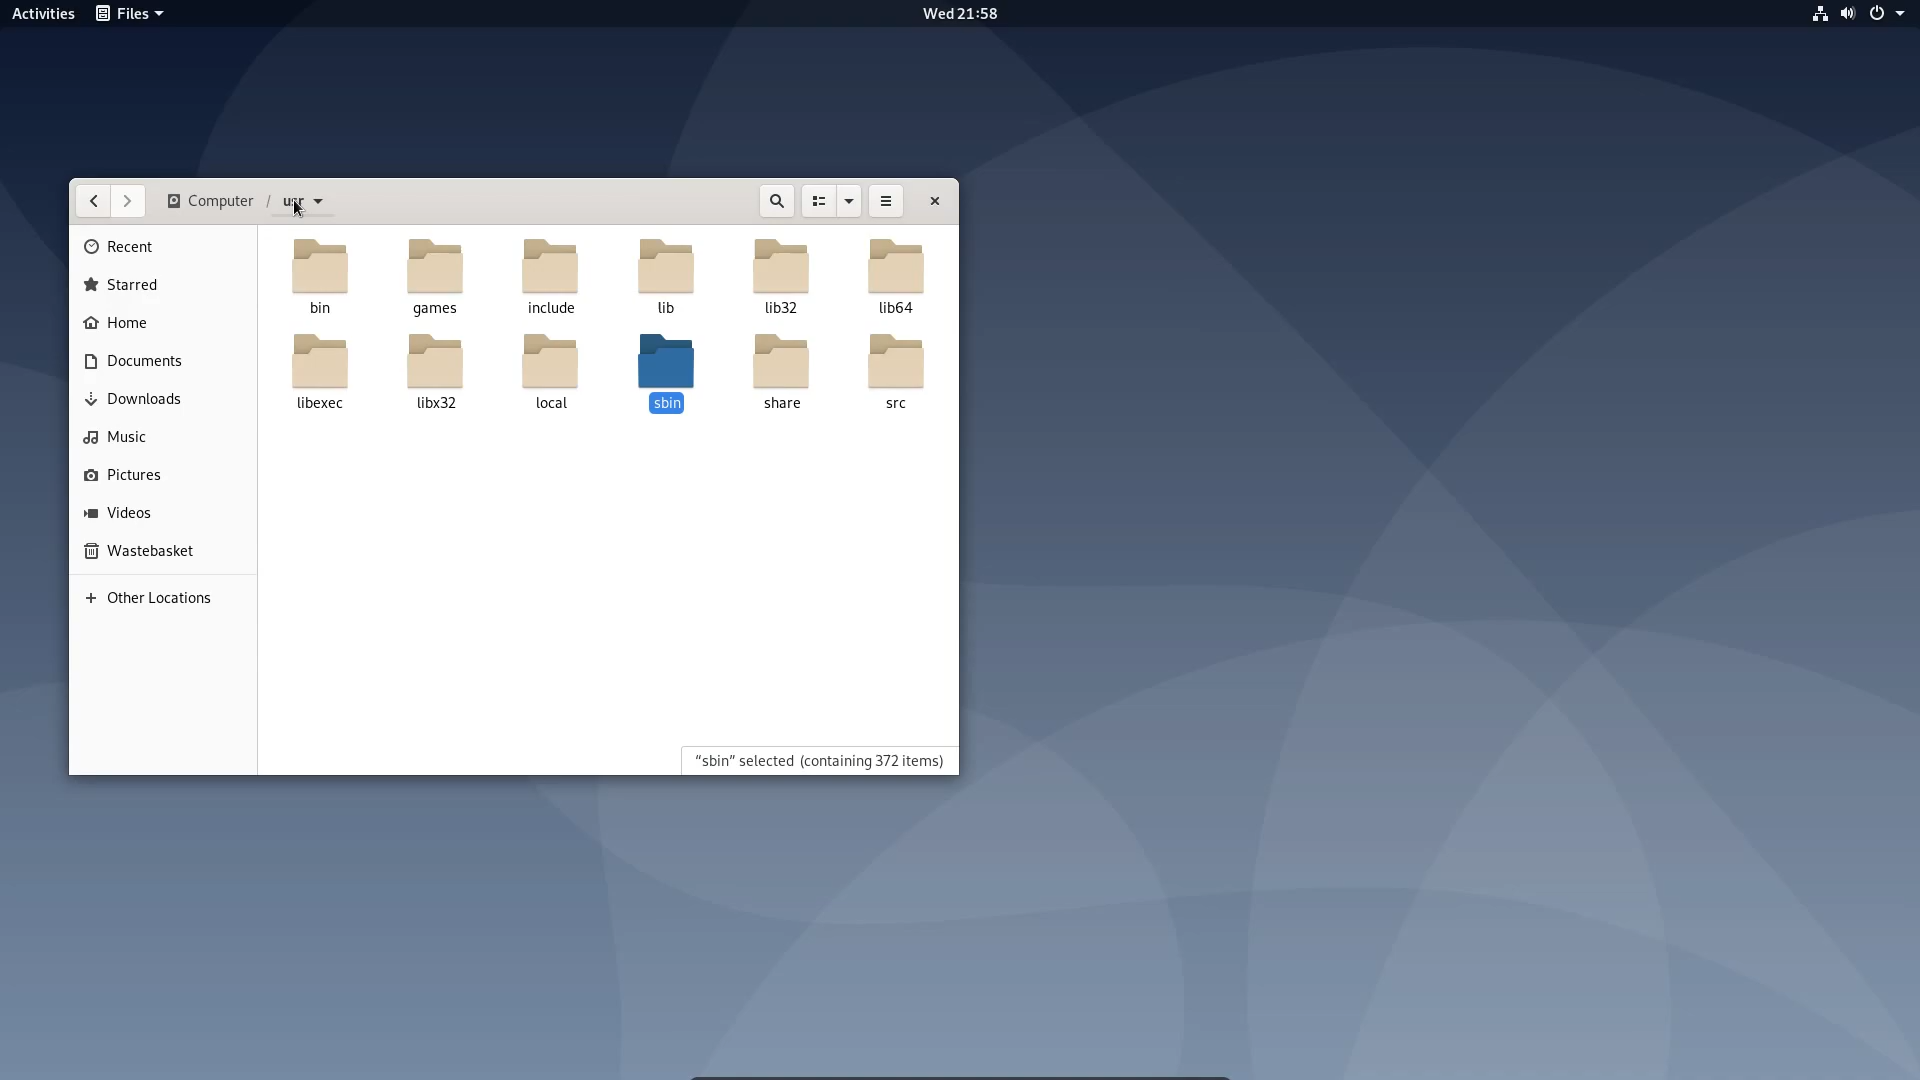 Activities Files Wed 21:58
Computer / usr
Recent
Starred
Home
Documents
Downloads
Music
Pictures
Videos
Wastebasket
+ Other Locations
bin games include lib lib32 lib64
libexec libx32 local sbin share src
“sbin” selected (containing 372 items)